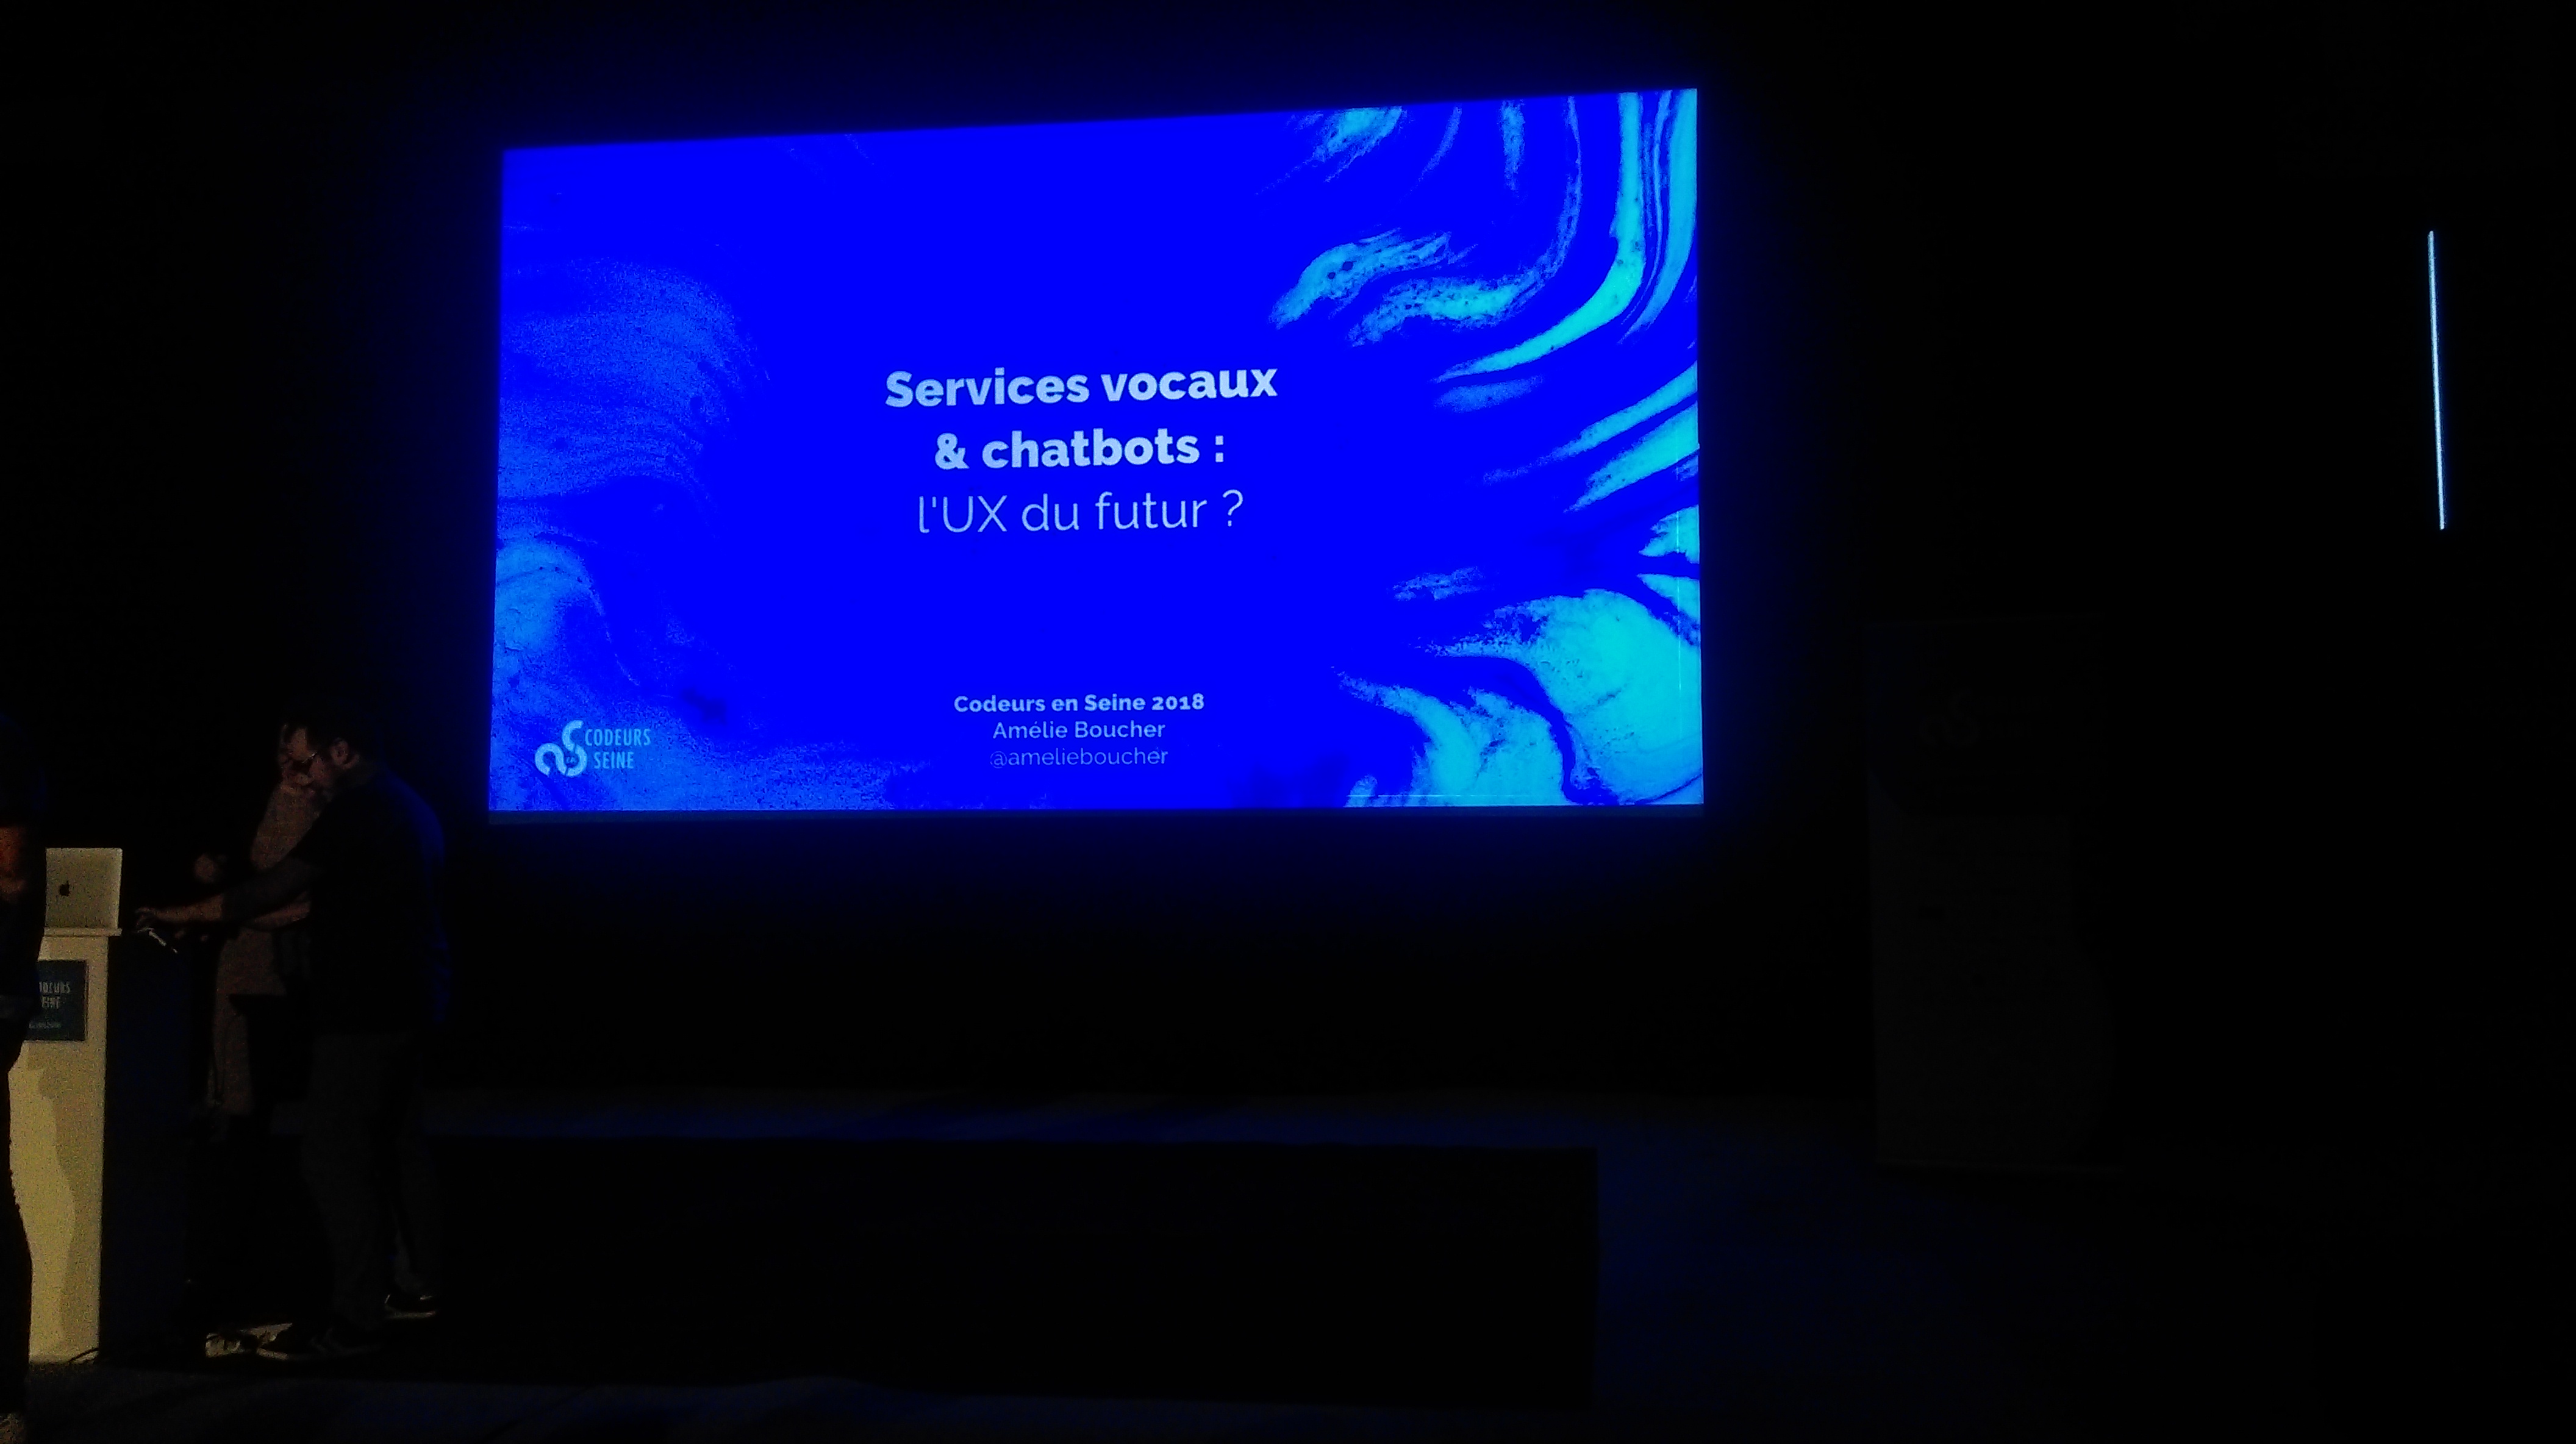 Services vocaux
& chatbots :
l'UX du futur ?
Codeurs en Seine 2018
Amélie Boucher
@amelieboucher
CODEURS
SEINE